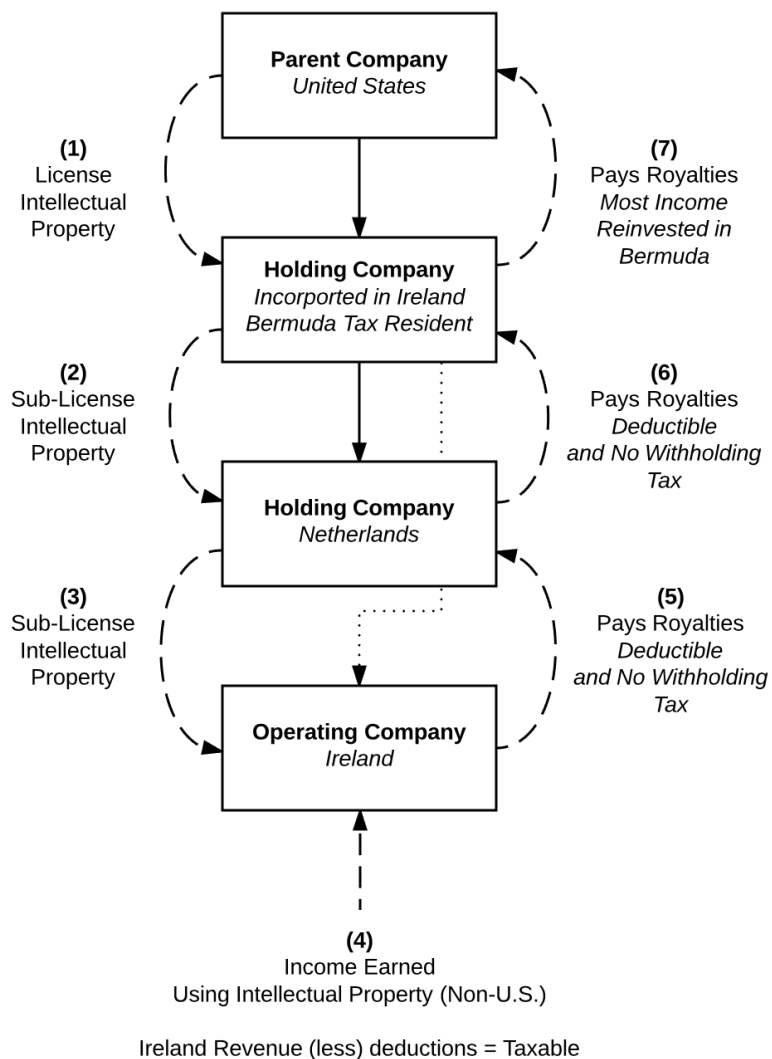 Parent Company
United States
(1)
License
Intellectual
Property
(7)
Pays Royalties
Most Income
Reinvested in
Bermuda
Holding Company
Incorported in Ireland
Bermuda Tax Resident
(2)
Sub-License
Intellectual
Property
(6)
Pays Royalties
Deductible
and No Withholding
Tax
Holding Company
Netherlands
(3)
Sub-License
Intellectual
Property
(5)
Pays Royalties
Deductible
and No Withholding
Tax
Operating Company
Ireland
(4)
Income Earned
Using Intellectual Property (Non-U.S.)
Ireland Revenue (less) deductions = Taxable